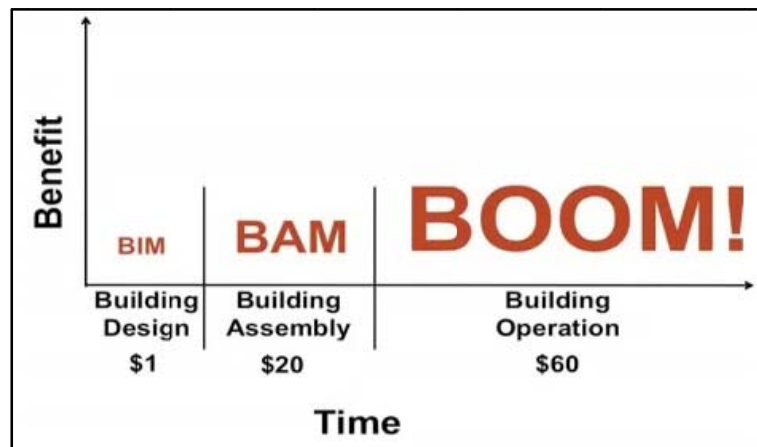 Benefit
BIM
BAM
BOOM!
Building
Design
$1
Building
Assembly
$20
Building
Operation
$60
Time